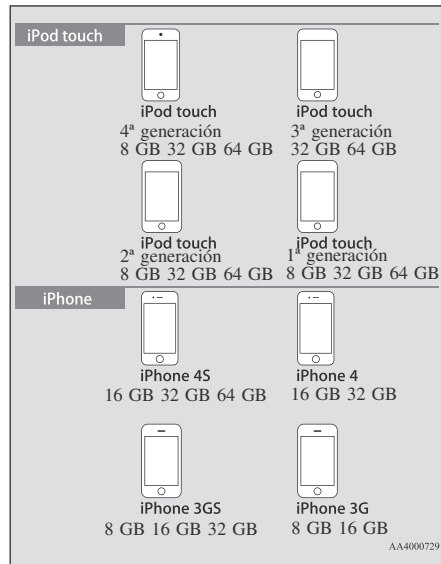 iPod touch
iPod touch
4ª generación
8 GB 32 GB 64 GB
iPod touch
3ª generación
32 GB 64 GB
iPod touch
2ª generación
8 GB 32 GB 64 GB
iPod touch
1ª generación
8 GB 32 GB 64 GB
iPhone
iPhone 4S
16 GB 32 GB 64 GB
iPhone 4
16 GB 32 GB
iPhone 3GS
8 GB 16 GB 32 GB
iPhone 3G
8 GB 16 GB
AA4000729